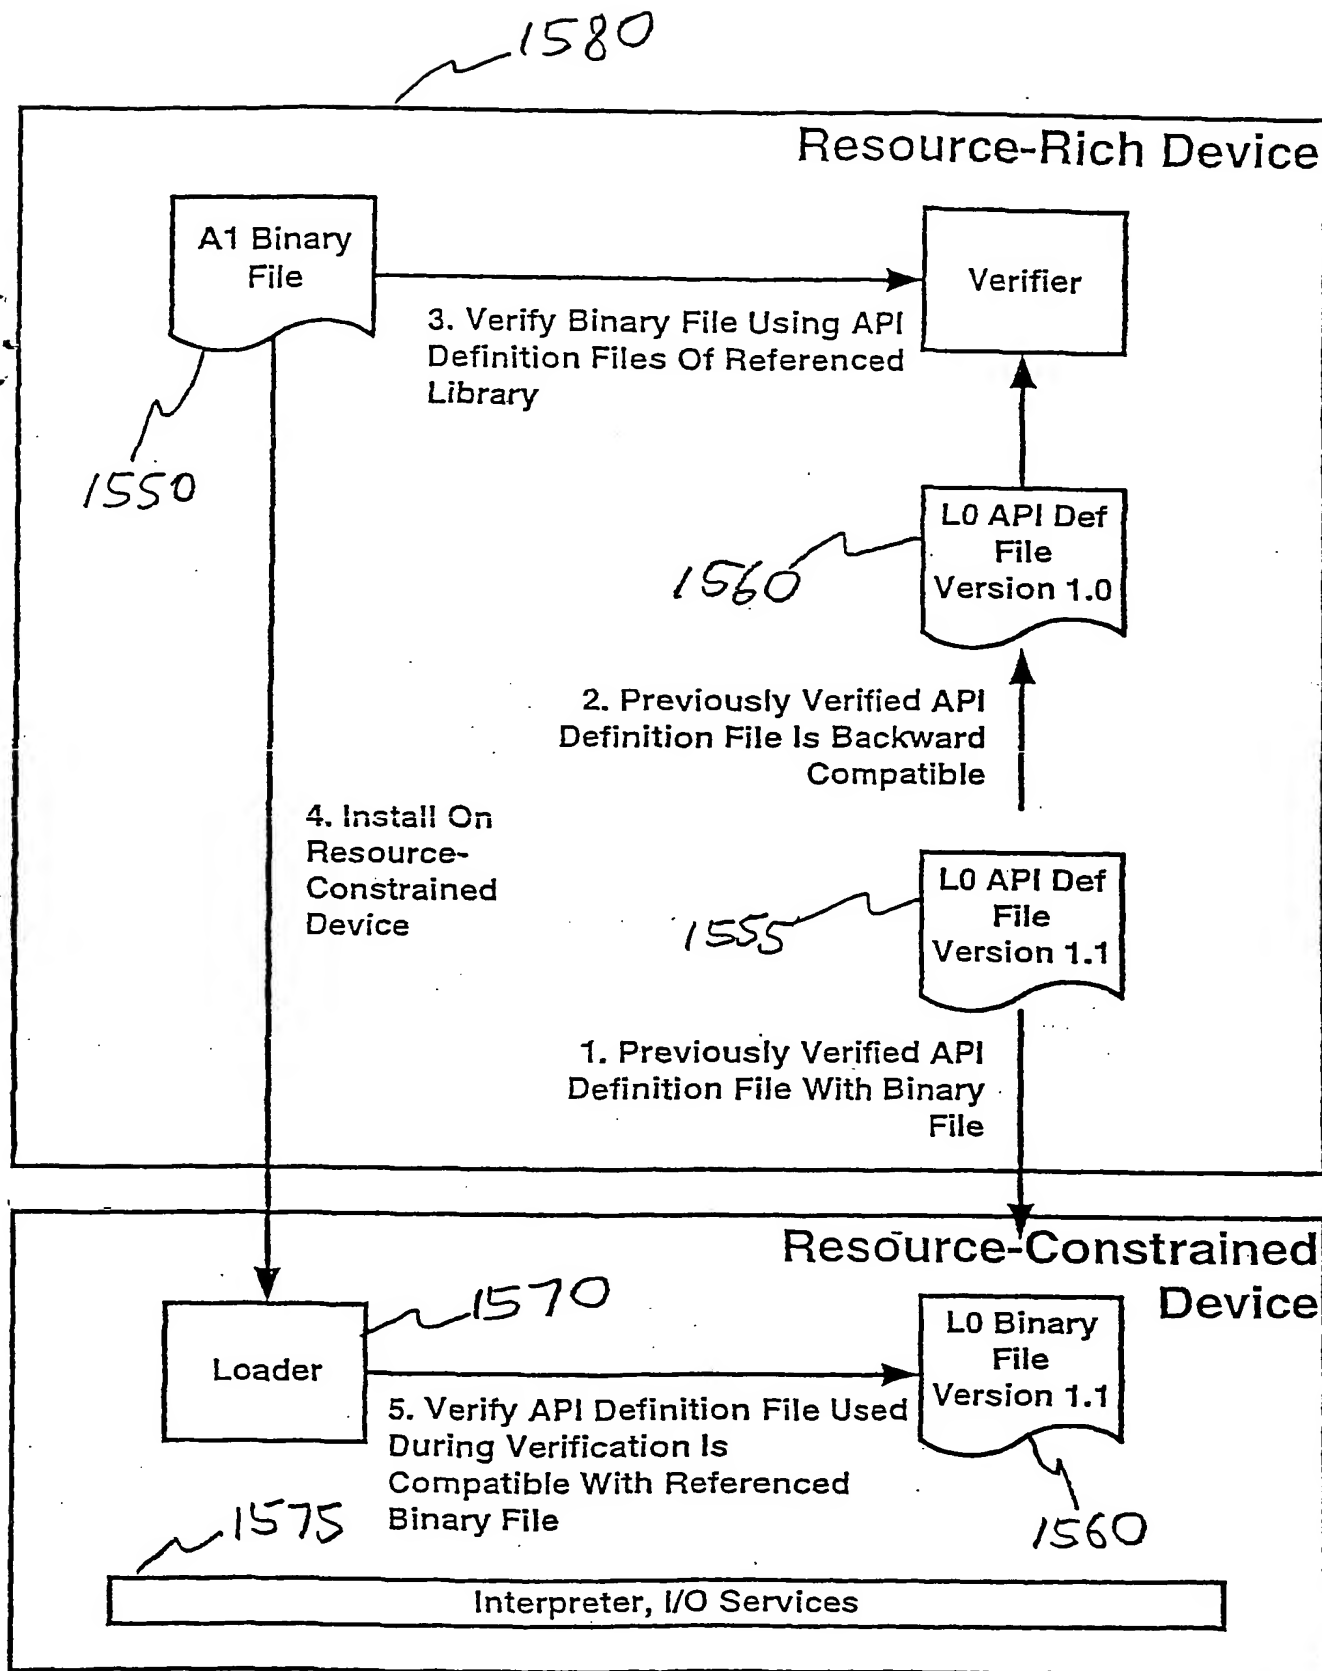 1580
Resource-Rich Device
A1 Binary
File
Verifier
3. Verify Binary File Using API
Definition Files Of Referenced
Library
1550
L0 API Def
File
Version 1.0
1560
2. Previously Verified API
Definition File Is Backward
Compatible
4. Install On
Resource-
Constrained
Device
L0 API Def
File
Version 1.1
1555
1. Previously Verified API
Definition File With Binary
File
Resource-Constrained
Device
1570
Loader
L0 Binary
File
Version 1.1
5. Verify API Definition File Used
During Verification Is
Compatible With Referenced
Binary File
1575
1560
Interpreter, I/O Services